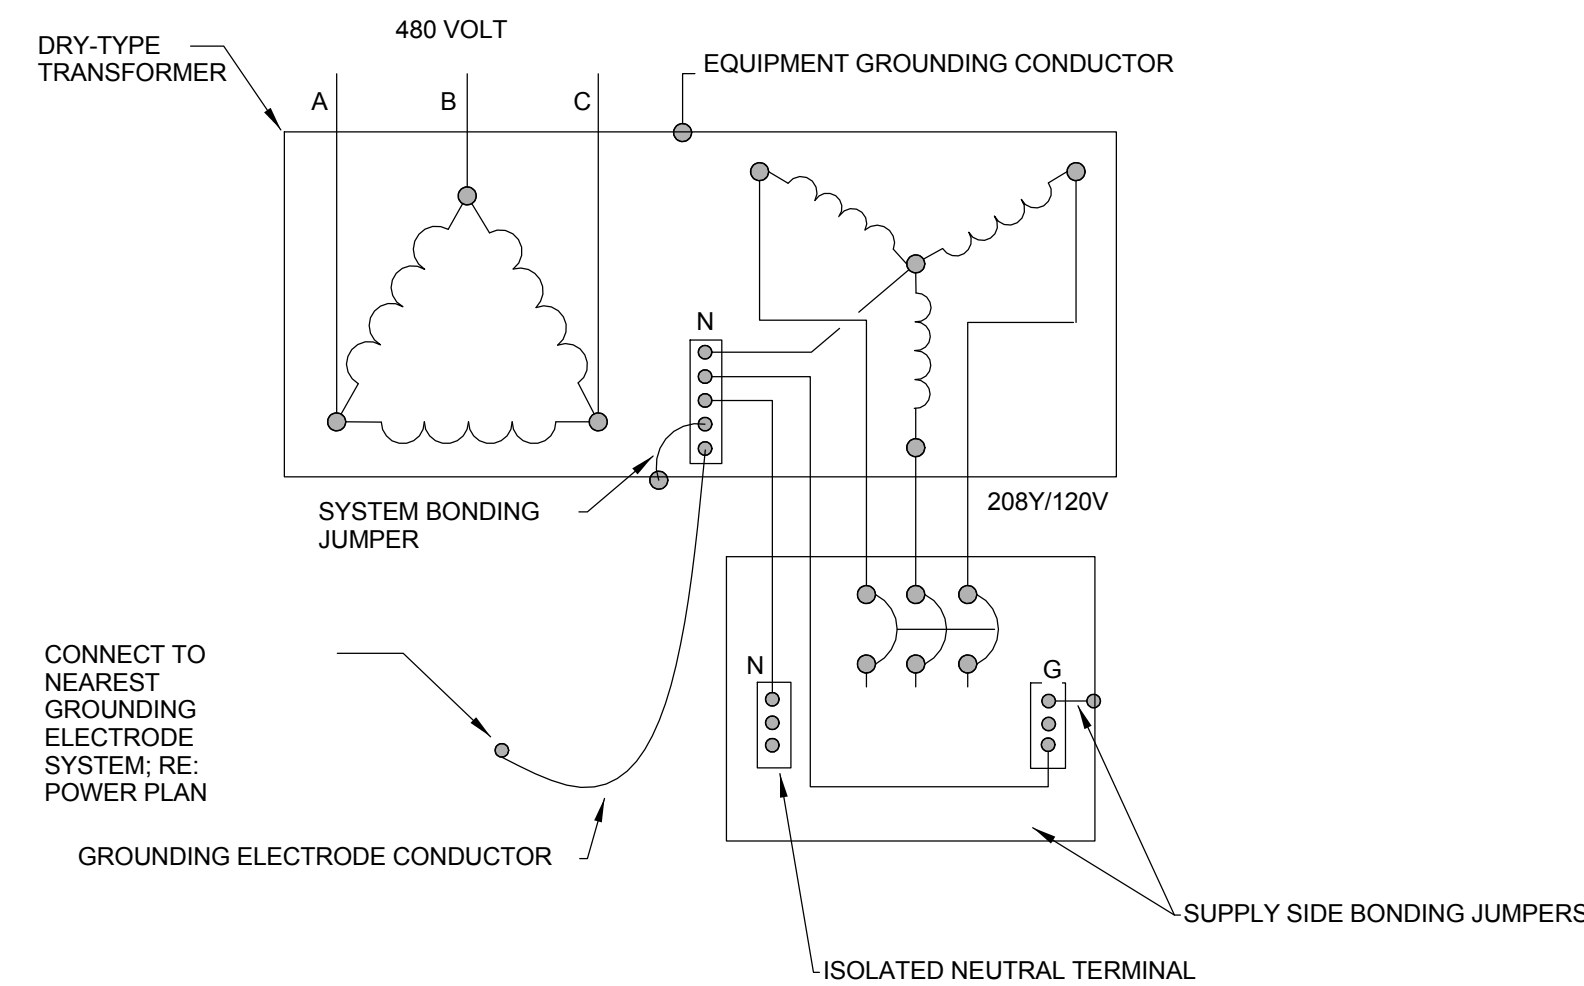 480 VOLT
DRY-TYPE
TRANSFORMER
EQUIPMENT GROUNDING CONDUCTOR
A
B
C
N
208Y/120V
SYSTEM BONDING
JUMPER
CONNECT TO
NEAREST
GROUNDING
ELECTRODE
SYSTEM; RE:
POWER PLAN
N
G
GROUNDING ELECTRODE CONDUCTOR
SUPPLY SIDE BONDING JUMPERS
ISOLATED NEUTRAL TERMINAL